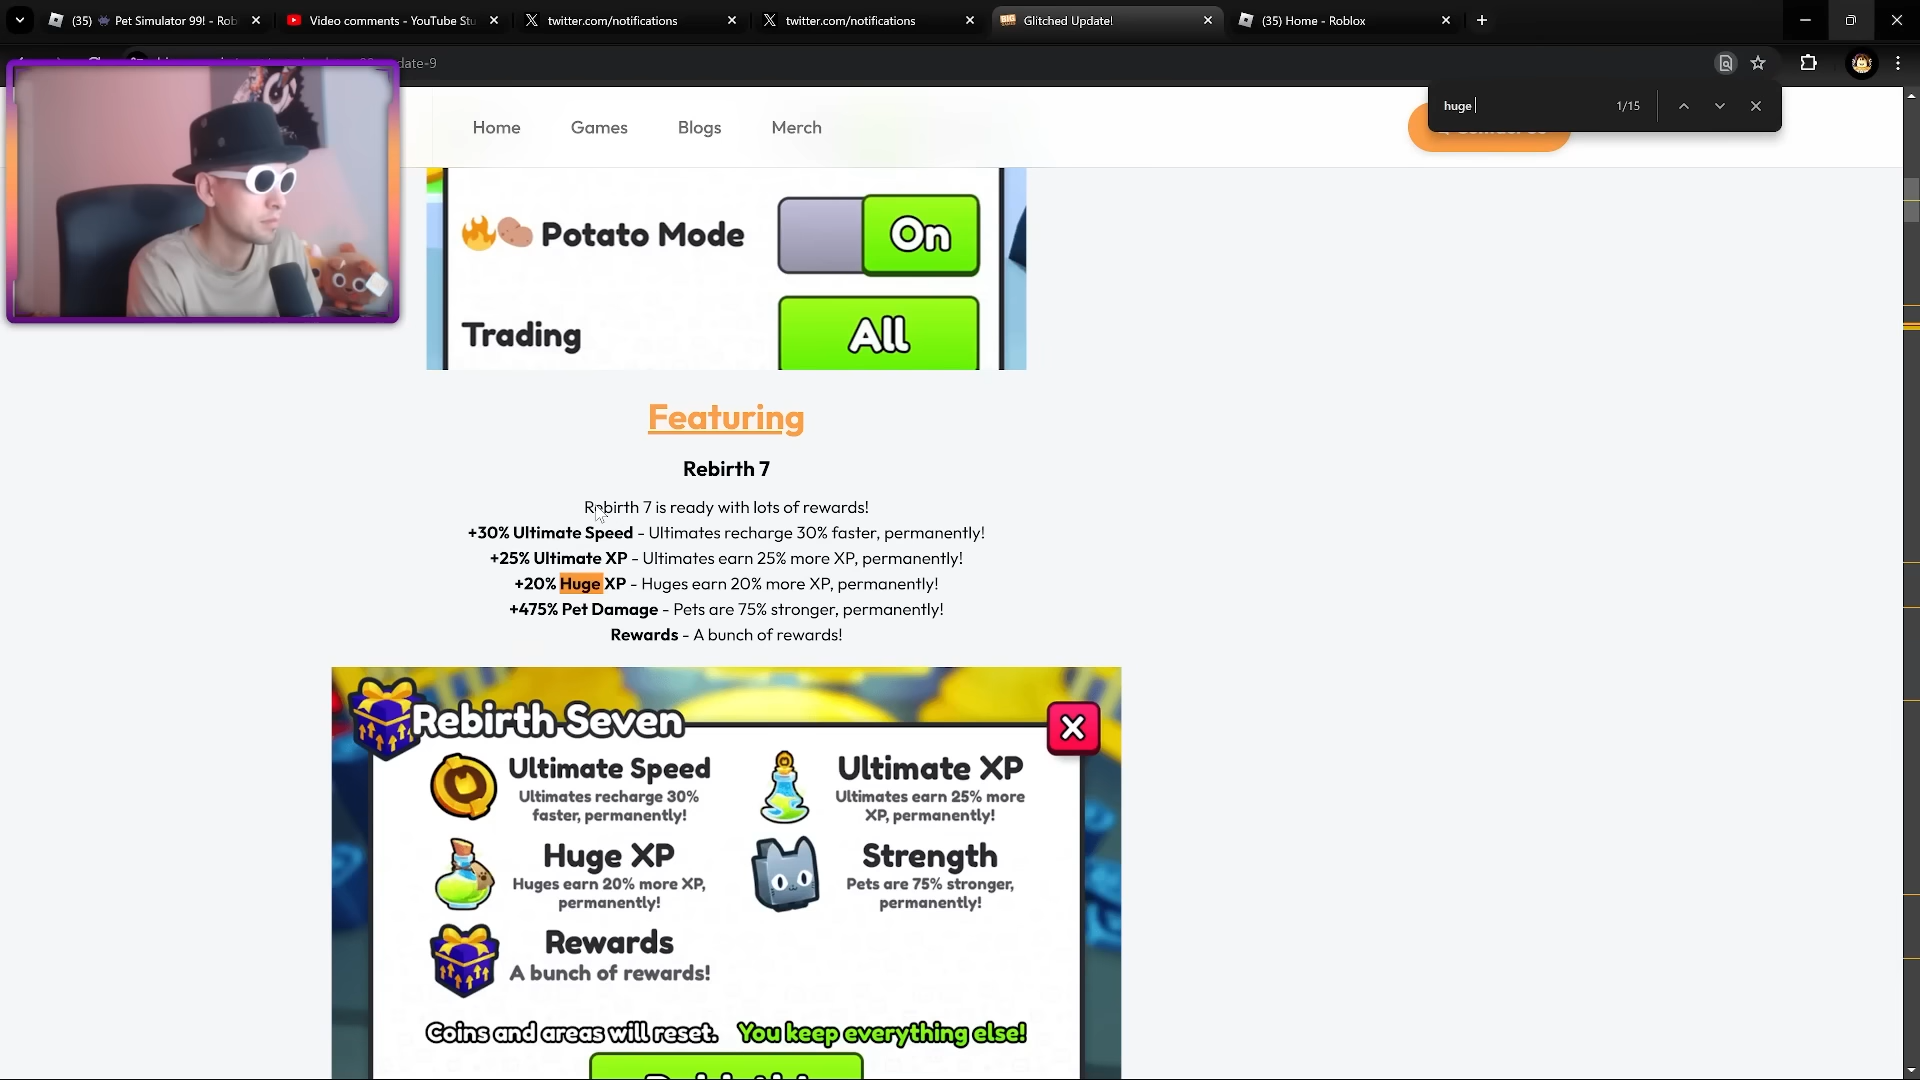 (35) 👾 Pet Simulator 99! - Rob
Video comments - YouTube Stu
twitter.com/notifications
twitter.com/notifications
Glitched Update!
(35) Home - Roblox
date-9
huge
1/15
Home
Games
Blogs
Merch
🔥🥔 Potato Mode
On
Trading
All
Featuring
Rebirth 7
Rebirth 7 is ready with lots of rewards!
+30% Ultimate Speed - Ultimates recharge 30% faster, permanently!
+25% Ultimate XP - Ultimates earn 25% more XP, permanently!
+20% Huge XP - Huges earn 20% more XP, permanently!
+475% Pet Damage - Pets are 75% stronger, permanently!
Rewards - A bunch of rewards!
Rebirth Seven
X
Ultimate Speed
Ultimates recharge 30%
faster, permanently!
Ultimate XP
Ultimates earn 25% more
XP, permanently!
Huge XP
Huges earn 20% more XP,
permanently!
Strength
Pets are 75% stronger,
permanently!
Rewards
A bunch of rewards!
Coins and areas will reset. You keep everything else!